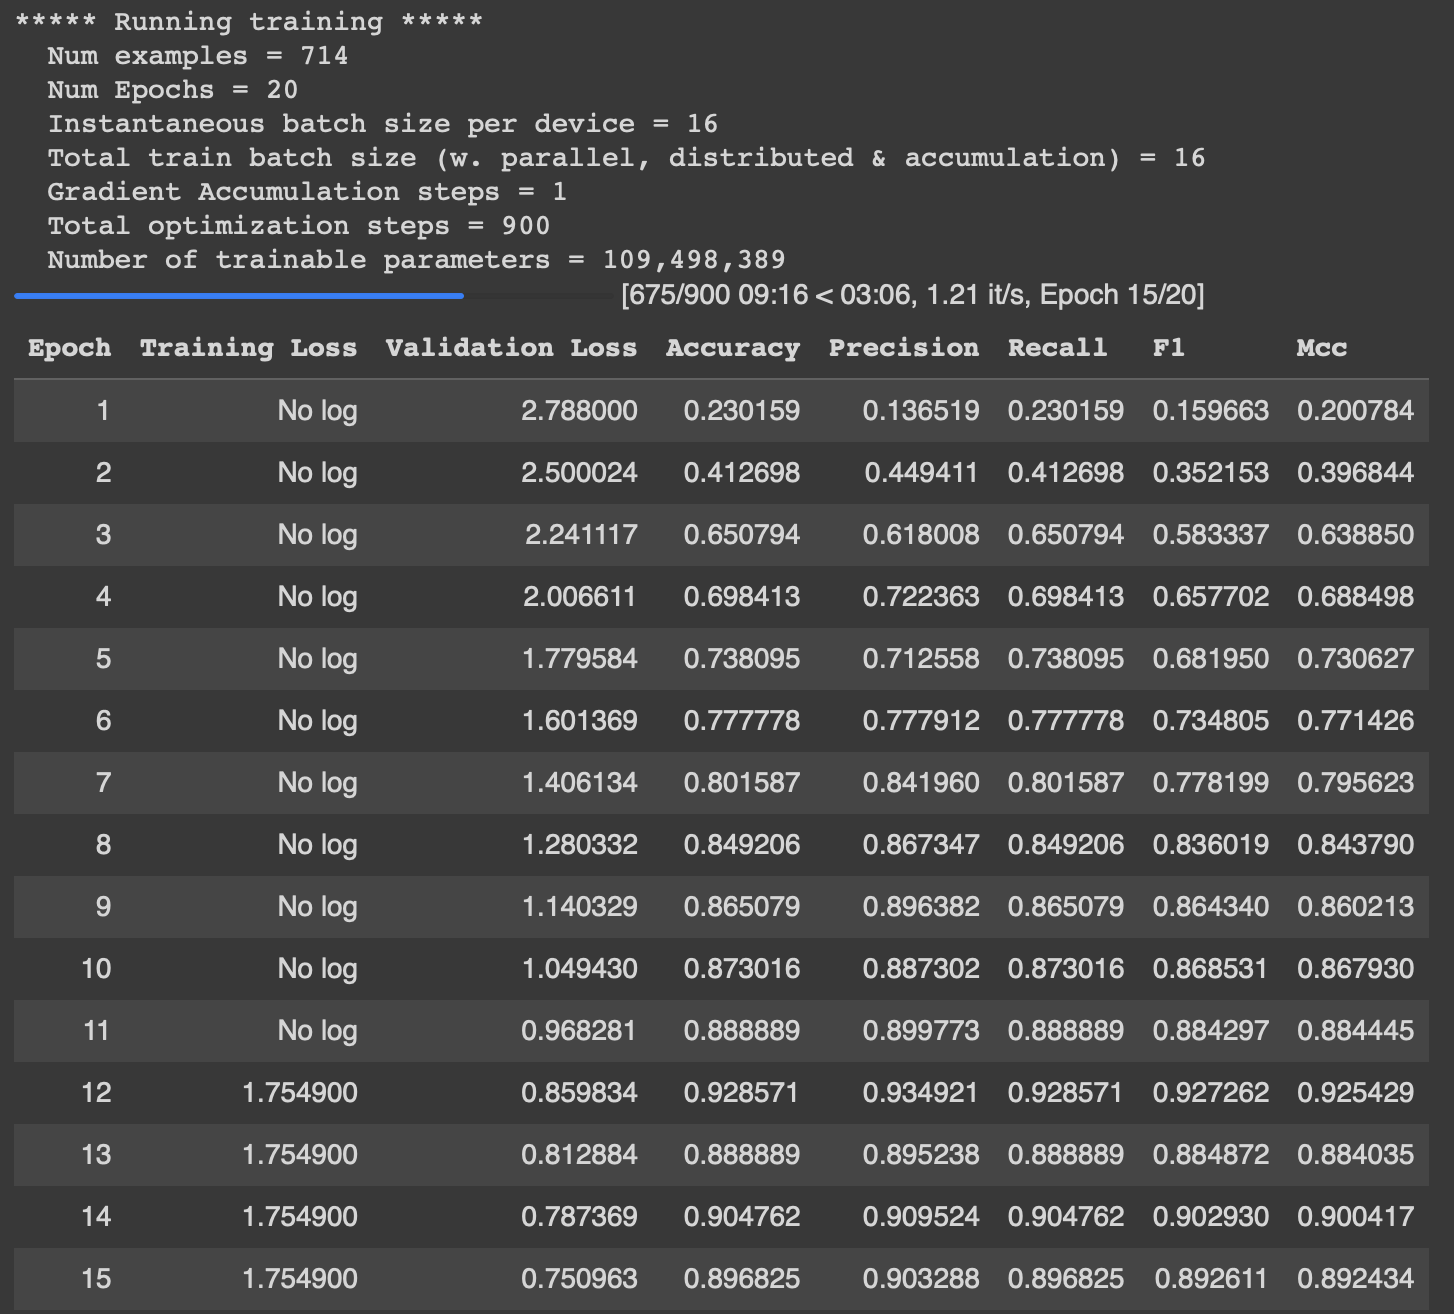 ***** Running training *****
Num examples = 714
Num Epochs = 20
Instantaneous batch size per device = 16
Total train batch size (w. parallel, distributed & accumulation) = 16
Gradient Accumulation steps = 1
Total optimization steps = 900
Number of trainable parameters = 109,498,389
[675/900 09:16 < 03:06, 1.21 it/s, Epoch 15/20]
Epoch Training Loss Validation Loss Accuracy Precision Recall F1 Mcc
1 No log 2.788000 0.230159 0.136519 0.230159 0.159663 0.200784
2 No log 2.500024 0.412698 0.449411 0.412698 0.352153 0.396844
3 No log 2.241117 0.650794 0.618008 0.650794 0.583337 0.638850
4 No log 2.006611 0.698413 0.722363 0.698413 0.657702 0.688498
5 No log 1.779584 0.738095 0.712558 0.738095 0.681950 0.730627
6 No log 1.601369 0.777778 0.777912 0.777778 0.734805 0.771426
7 No log 1.406134 0.801587 0.841960 0.801587 0.778199 0.795623
8 No log 1.280332 0.849206 0.867347 0.849206 0.836019 0.843790
9 No log 1.140329 0.865079 0.896382 0.865079 0.864340 0.860213
10 No log 1.049430 0.873016 0.887302 0.873016 0.868531 0.867930
11 No log 0.968281 0.888889 0.899773 0.888889 0.884297 0.884445
12 1.754900 0.859834 0.928571 0.934921 0.928571 0.927262 0.925429
13 1.754900 0.812884 0.888889 0.895238 0.888889 0.884872 0.884035
14 1.754900 0.787369 0.904762 0.909524 0.904762 0.902930 0.900417
15 1.754900 0.750963 0.896825 0.903288 0.896825 0.892611 0.892434